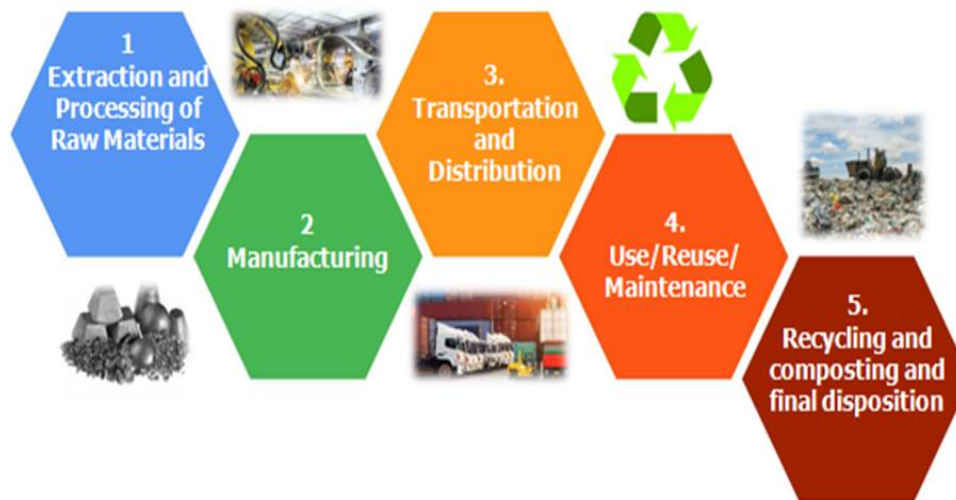 1
Extraction and
Processing of
Raw Materials
2
Manufacturing
3.
Transportation
and
Distribution
4.
Use/Reuse/
Maintenance
5.
Recycling and
composting and
final disposition